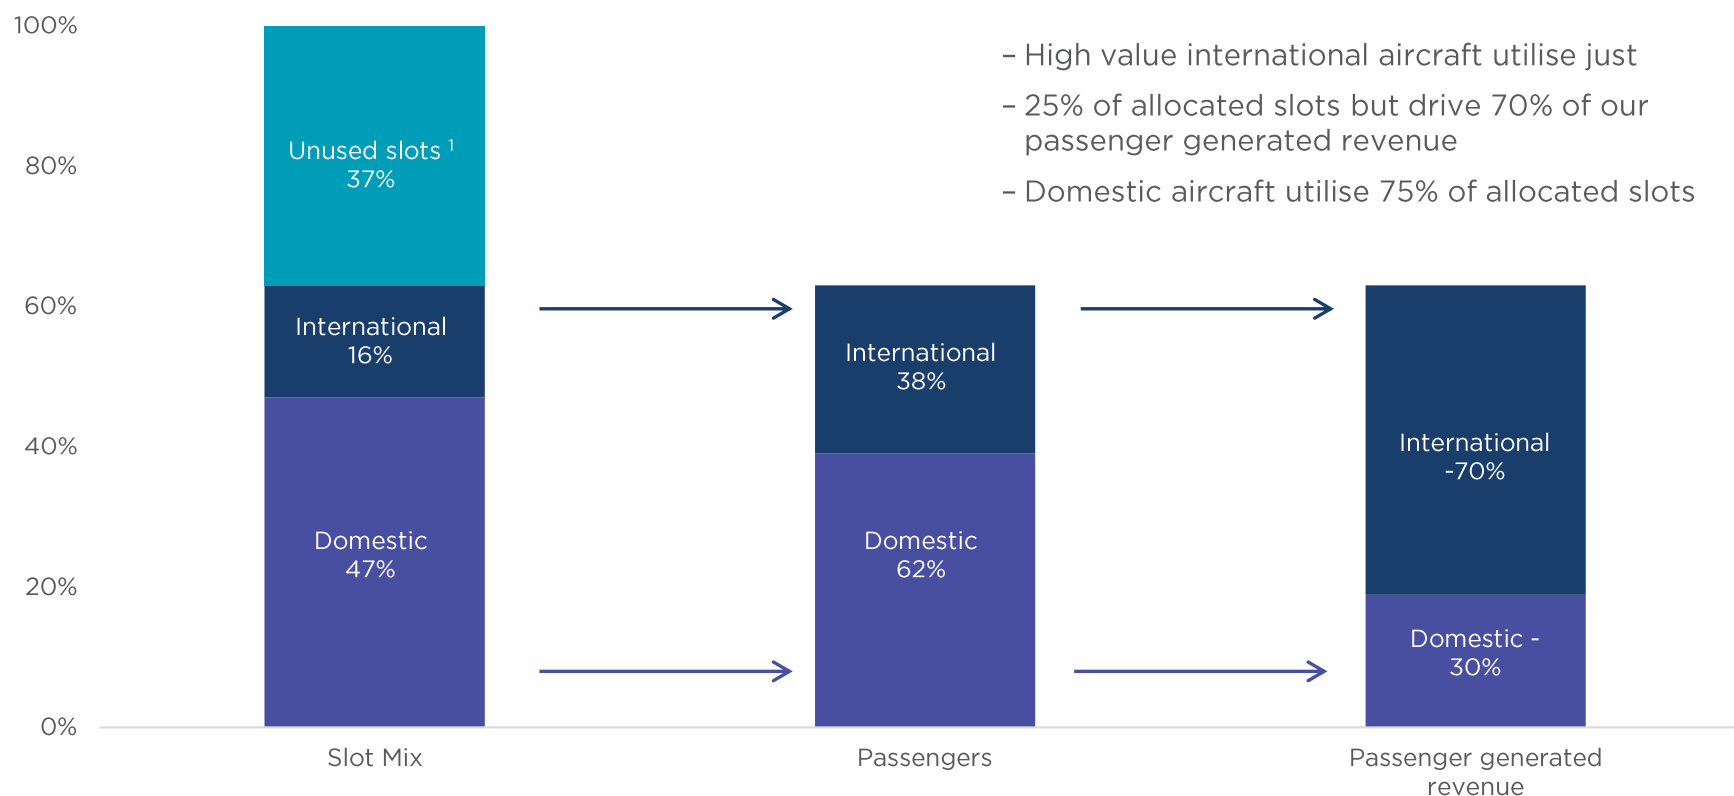 100%
80%
60%
40%
20%
0%
– High value international aircraft utilise just
– 25% of allocated slots but drive 70% of our
passenger generated revenue
– Domestic aircraft utilise 75% of allocated slots
Unused slots ¹
37%
International
16%
Domestic
47%
International
38%
Domestic
62%
International
-70%
Domestic -
30%
Slot Mix
Passengers
Passenger generated
revenue